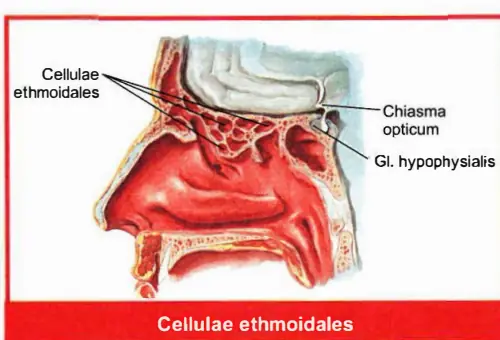 Cellulae
ethmoidales
Chiasma
opticum
Gl. hypophysialis
Cellulae ethmoidales